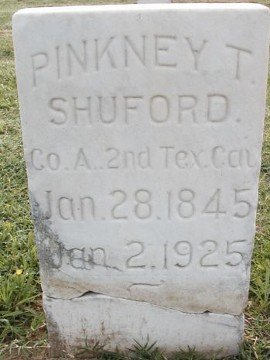 PINKNEY T.
SHUFORD.
Co. A., 2nd Tex. Cav.
Jan. 28. 1845
Jan. 2. 1925